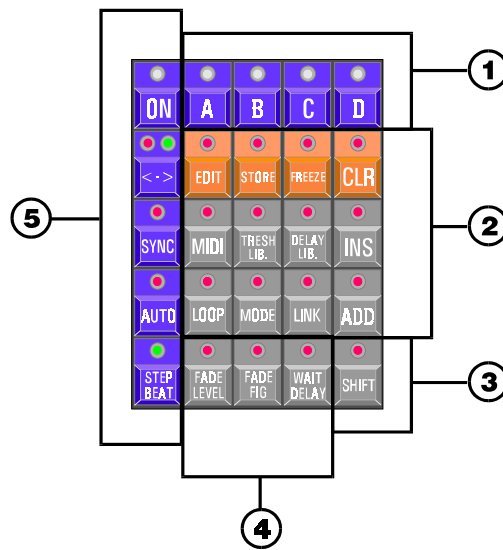 1
ON A B C D
<-> EDIT STORE FREEZE CLR
5
2
SYNC MIDI TRESH LIB. DELAY LIB. INS
AUTO LOOP MODE LINK ADD
3
STEP BEAT FADE LEVEL FADE FIG WAIT DELAY SHIFT
4